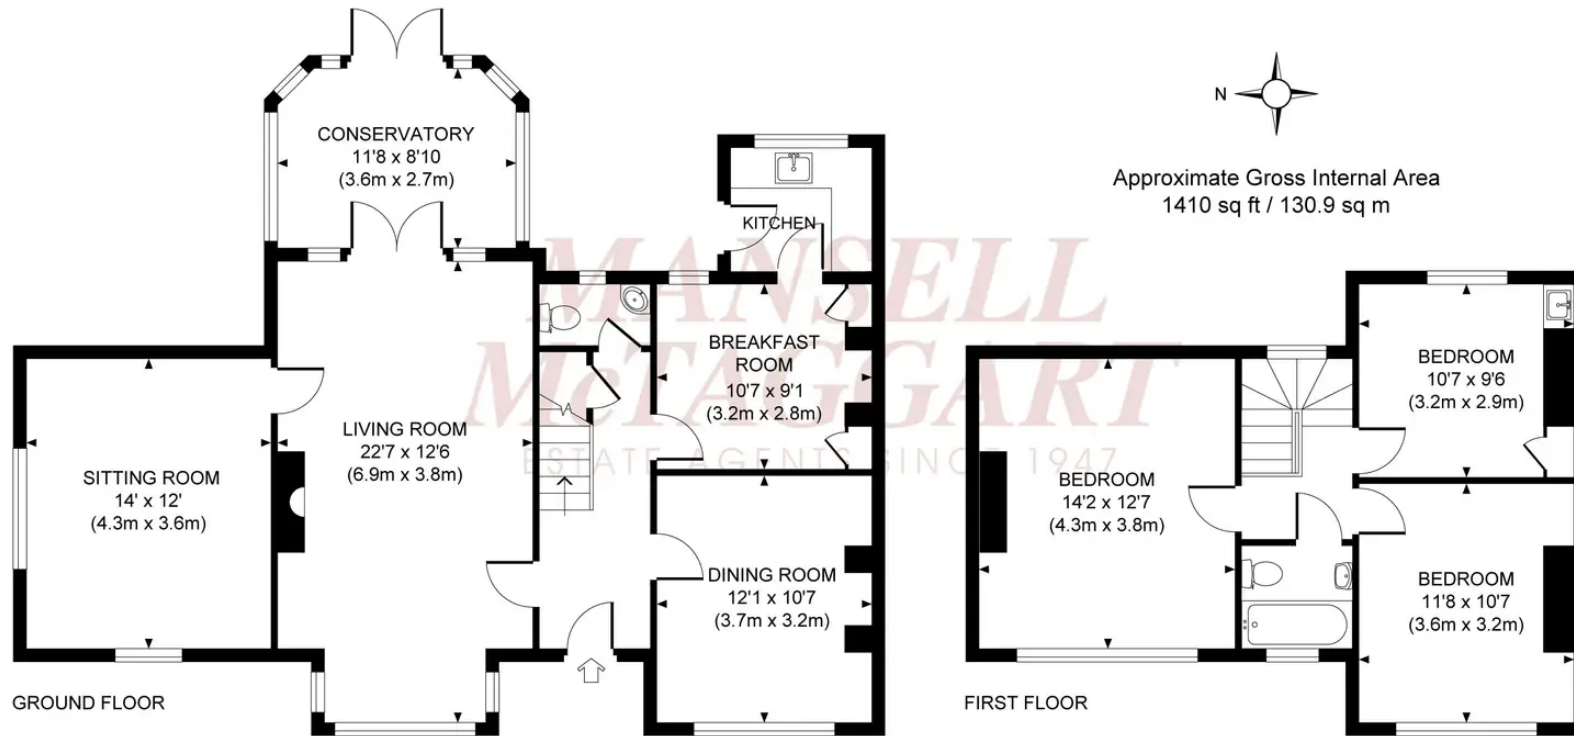 CONSERVATORY
11'8 x 8'10
(3.6m x 2.7m)
KITCHEN
N
Approximate Gross Internal Area
1410 sq ft / 130.9 sq m
MANSELL
McTAGGART
ESTATE AGENTS SINCE 1947
BREAKFAST
ROOM
10'7 x 9'1
(3.2m x 2.8m)
LIVING ROOM
22'7 x 12'6
(6.9m x 3.8m)
SITTING ROOM
14' x 12'
(4.3m x 3.6m)
DINING ROOM
12'1 x 10'7
(3.7m x 3.2m)
GROUND FLOOR
BEDROOM
10'7 x 9'6
(3.2m x 2.9m)
BEDROOM
14'2 x 12'7
(4.3m x 3.8m)
BEDROOM
11'8 x 10'7
(3.6m x 3.2m)
FIRST FLOOR